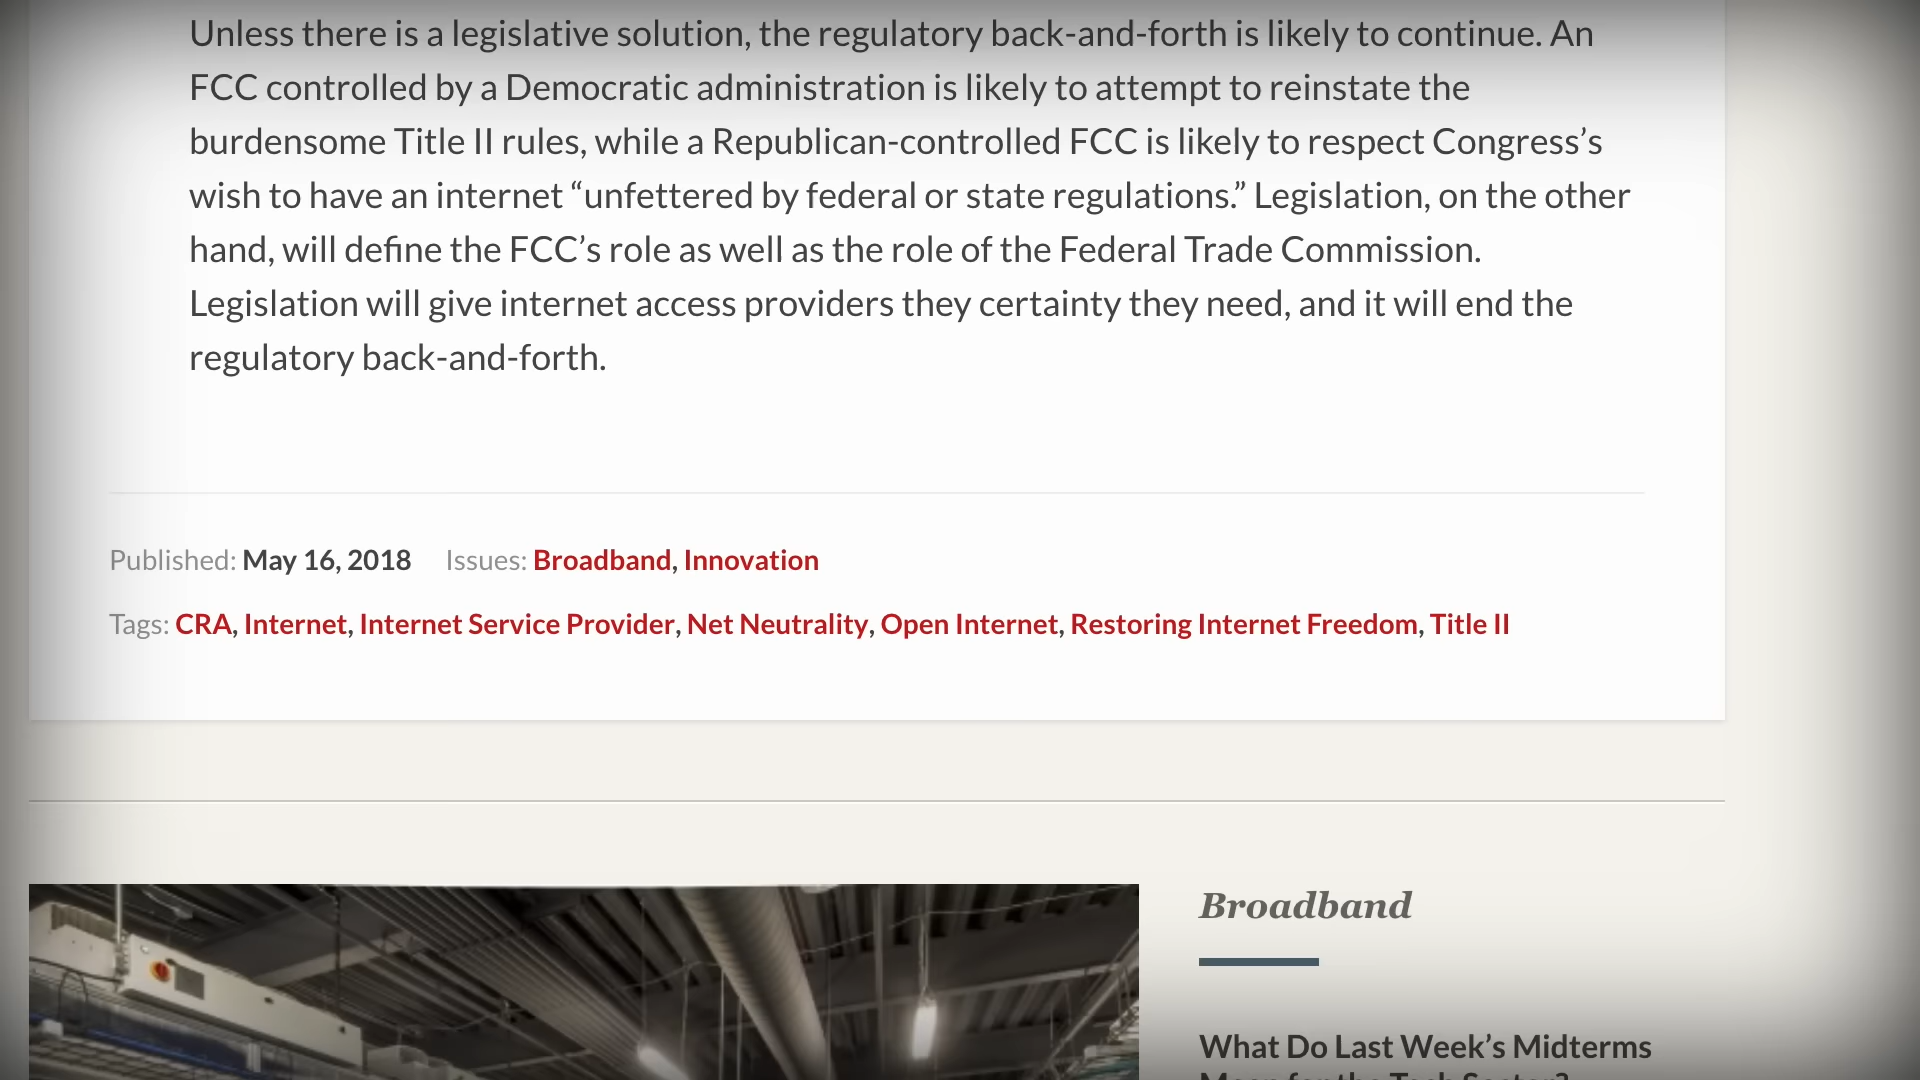 Unless there is a legislative solution, the regulatory back-and-forth is likely to continue. An
FCC controlled by a Democratic administration is likely to attempt to reinstate the
burdensome Title II rules, while a Republican-controlled FCC is likely to respect Congress’s
wish to have an internet “unfettered by federal or state regulations.” Legislation, on the other
hand, will define the FCC’s role as well as the role of the Federal Trade Commission.
Legislation will give internet access providers they certainty they need, and it will end the
regulatory back-and-forth.
Published: May 16, 2018 Issues: Broadband, Innovation
Tags: CRA, Internet, Internet Service Provider, Net Neutrality, Open Internet, Restoring Internet Freedom, Title II
Broadband
What Do Last Week’s Midterms
Mean for the Tech Sector?